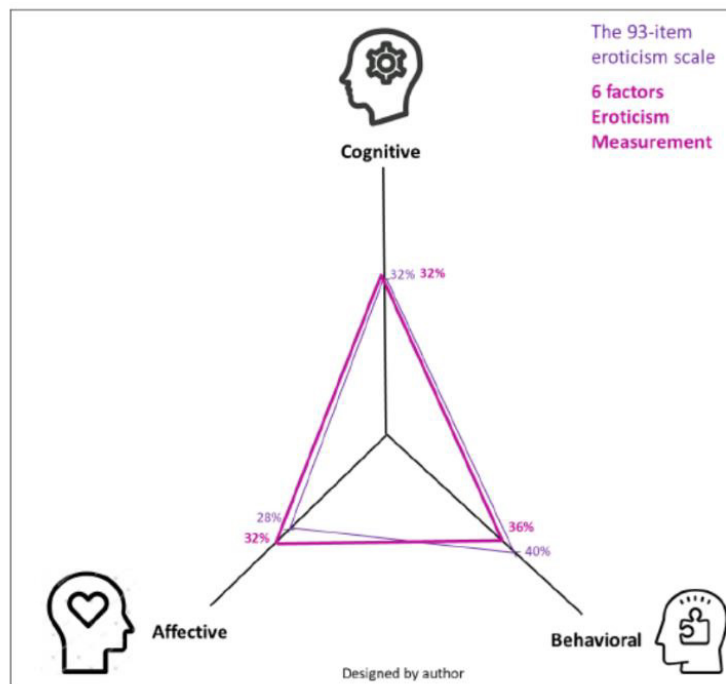 The 93-item
eroticism scale
6 factors
Eroticism
Measurement
Cognitive
32% 32%
28%
32%
36%
40%
Affective
Behavioral
Designed by author